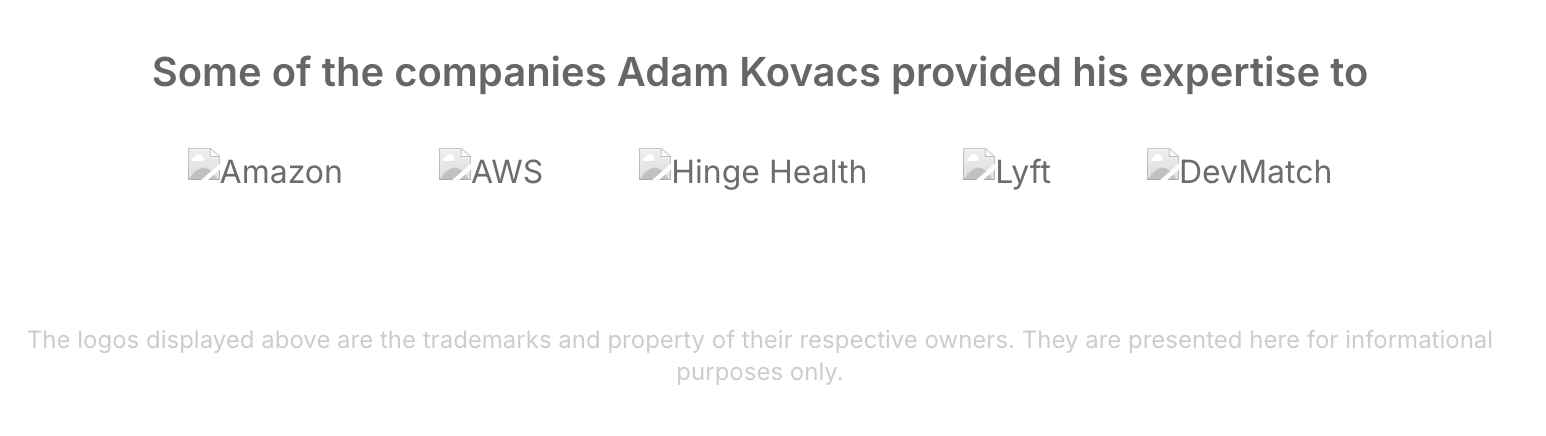 Some of the companies Adam Kovacs provided his expertise to
Amazon AWS Hinge Health Lyft DevMatch
The logos displayed above are the trademarks and property of their respective owners. They are presented here for informational
purposes only.